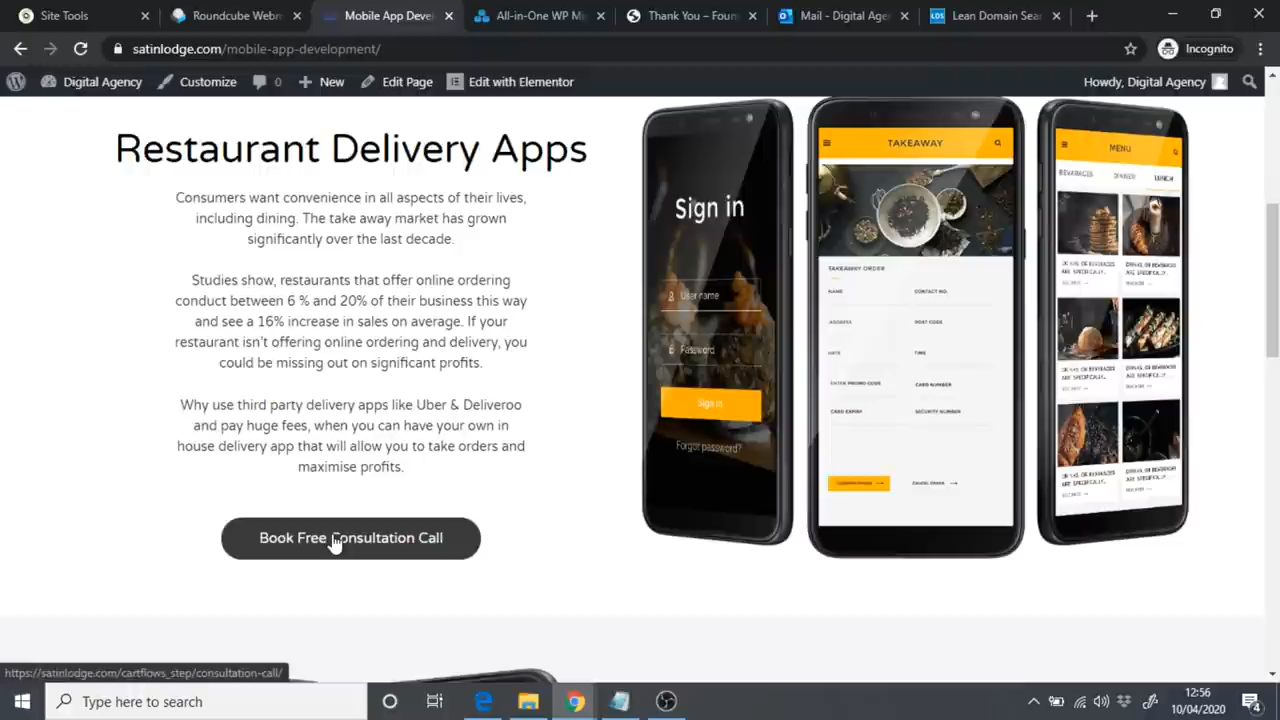 Site Tools
Roundcube Webm
Mobile App Deve
All-in-One WP M
Thank You – Foun
Mail - Digital Age
LDS
Lean Domain Sear
satinlodge.com/mobile-app-development/
Incognito
Digital Agency
Customize
0
New
Edit Page
Edit with Elementor
Howdy, Digital Agency
Restaurant Delivery Apps
Consumers want convenience in all aspects of their lives,
including dining. The take away market has grown
significantly over the last decade.
Studies show, restaurants that offer online ordering
conduct between 6 % and 20% of their business this way
and see a 16% increase in sales on average. If your
restaurant isn't offering online ordering and delivery, you
could be missing out on significant profits.
Why use third party delivery apps like Uber & Deliveroo
and pay huge fees, when you can have your own in
house delivery app that will allow you to take orders and
maximise profits.
Book Free Consultation Call
Sign in
User name
Password
Sign in
Forgot password?
TAKEAWAY
TAKEAWAY ORDER
NAME
CONTACT NO.
ADDRESS
POST CODE
DATE
TIME
ENTER PROMO CODE
CARD NUMBER
CARD EXPIRY
SECURITY NUMBER
CANCEL ORDER
MENU
BEVERAGES
DINNER
LUNCH
https://satinlodge.com/cartflows_step/consultation-call/
Type here to search
12:56
10/04/2020
4